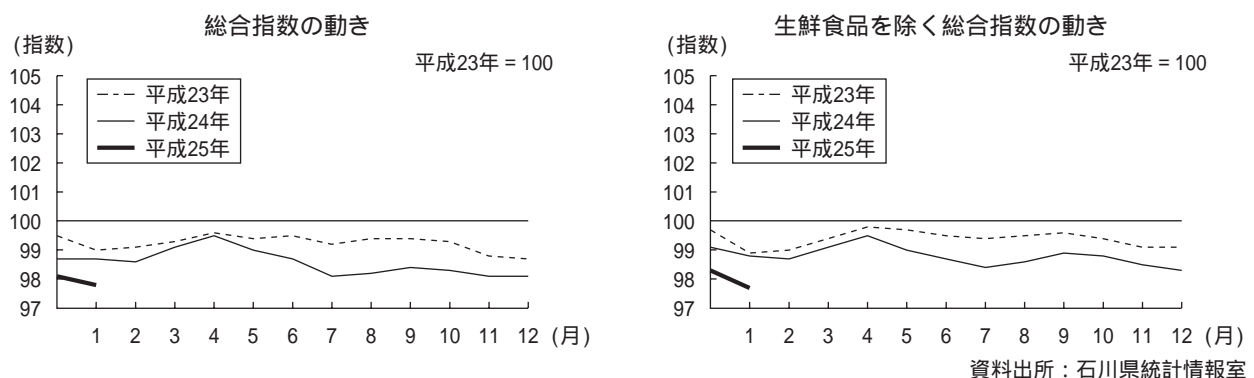 総合指数の動き
(指数)
平成23年 = 100
105
104
103
102
101
100
99
98
97
平成23年
平成24年
平成25年
1 2 3 4 5 6 7 8 9 10 11 12 (月)
生鮮食品を除く総合指数の動き
(指数)
平成23年 = 100
105
104
103
102
101
100
99
98
97
平成23年
平成24年
平成25年
1 2 3 4 5 6 7 8 9 10 11 12 (月)
資料出所：石川県統計情報室